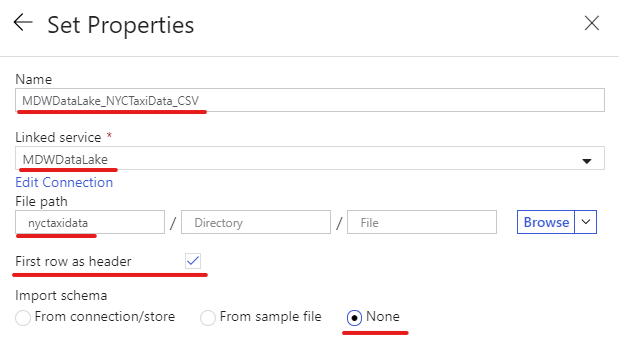 Set Properties
Name
MDWDataLake_NYCTaxiData_CSV
Linked service *
MDWDataLake
Edit Connection
File path
nyctaxidata / Directory / File Browse
First row as header
Import schema
From connection/store From sample file None